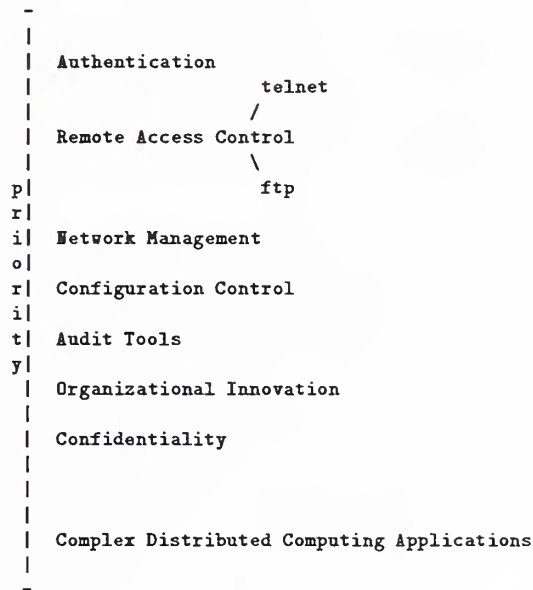 -
|
| Authentication
| telnet
| /
| Remote Access Control
| \
p| ftp
r|
i| Network Management
o|
r| Configuration Control
i|
t| Audit Tools
y|
| Organizational Innovation
|
| Confidentiality
|
|
|
| Complex Distributed Computing Applications
|
-